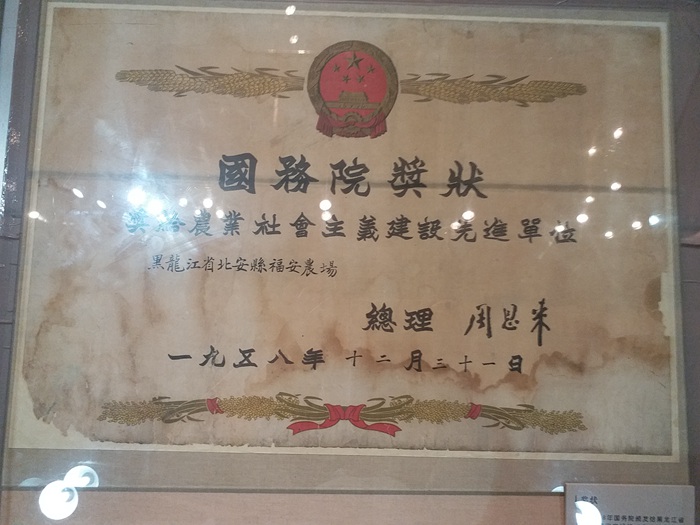 國務院獎狀
獎給農業社會主義建設先進單位
黑龍江省北安縣福安農場
總理 周恩来
一九五八年十二月三十一日